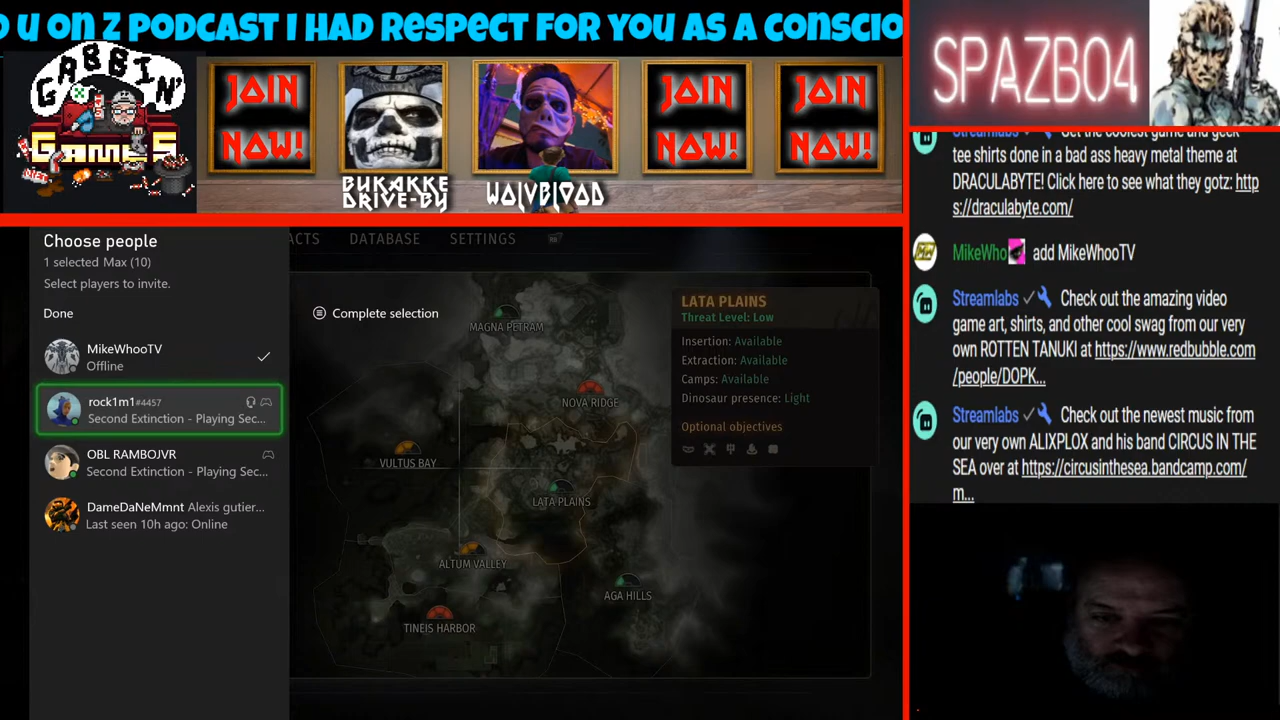 D U ON Z PODCAST I HAD RESPECT FOR YOU AS A CONSCIO
GABBIN'
GAMES
JOIN
NOW!
BUKAKKE
DRIVE-BY
WOLVBLOOD
JOIN
NOW!
JOIN
NOW!
SPAZB04
Choose people
1 selected Max (10)
Select players to invite.
Done
MikeWhooTV
Offline
rock1m1#4457
Second Extinction - Playing Sec...
OBL RAMBOJVR
Second Extinction - Playing Sec...
DameDaNeMmnt Alexis gutier...
Last seen 10h ago: Online
ACTS DATABASE SETTINGS
Complete selection
MAGNA PETRAM
NOVA RIDGE
VULTUS BAY
LATA PLAINS
ALTUM VALLEY
AGA HILLS
TINEIS HARBOR
LATA PLAINS
Threat Level: Low
Insertion: Available
Extraction: Available
Camps: Available
Dinosaur presence: Light
Optional objectives
Streamlabs Get the coolest game and geek
tee shirts done in a bad ass heavy metal theme at
DRACULABYTE! Click here to see what they gotz: http
s://draculabyte.com/
MikeWho add MikeWhooTV
Streamlabs Check out the amazing video
game art, shirts, and other cool swag from our very
own ROTTEN TANUKI at https://www.redbubble.com
/people/DOPK...
Streamlabs Check out the newest music from
our very own ALIXPLOX and his band CIRCUS IN THE
SEA over at https://circusinthesea.bandcamp.com/
m...